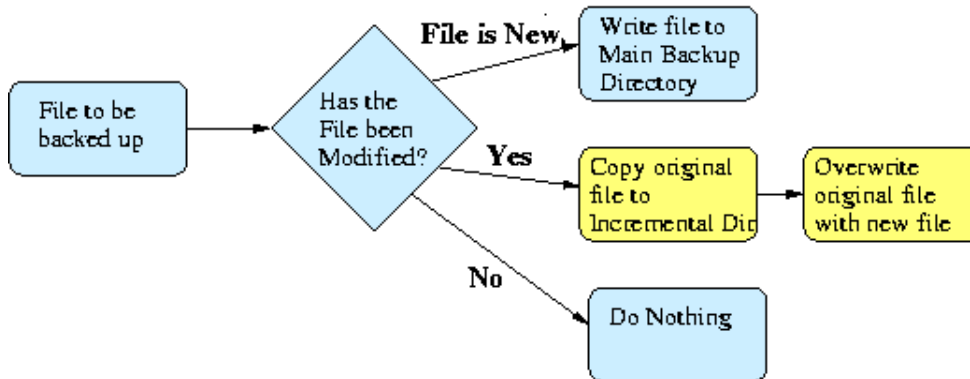 File is New
Write file to
Main Backup
Directory
File to be
backed up
Has the
File been
Modified?
Yes
Copy original
file to
Incremental Dir
Overwrite
original file
with new file
No
Do Nothing